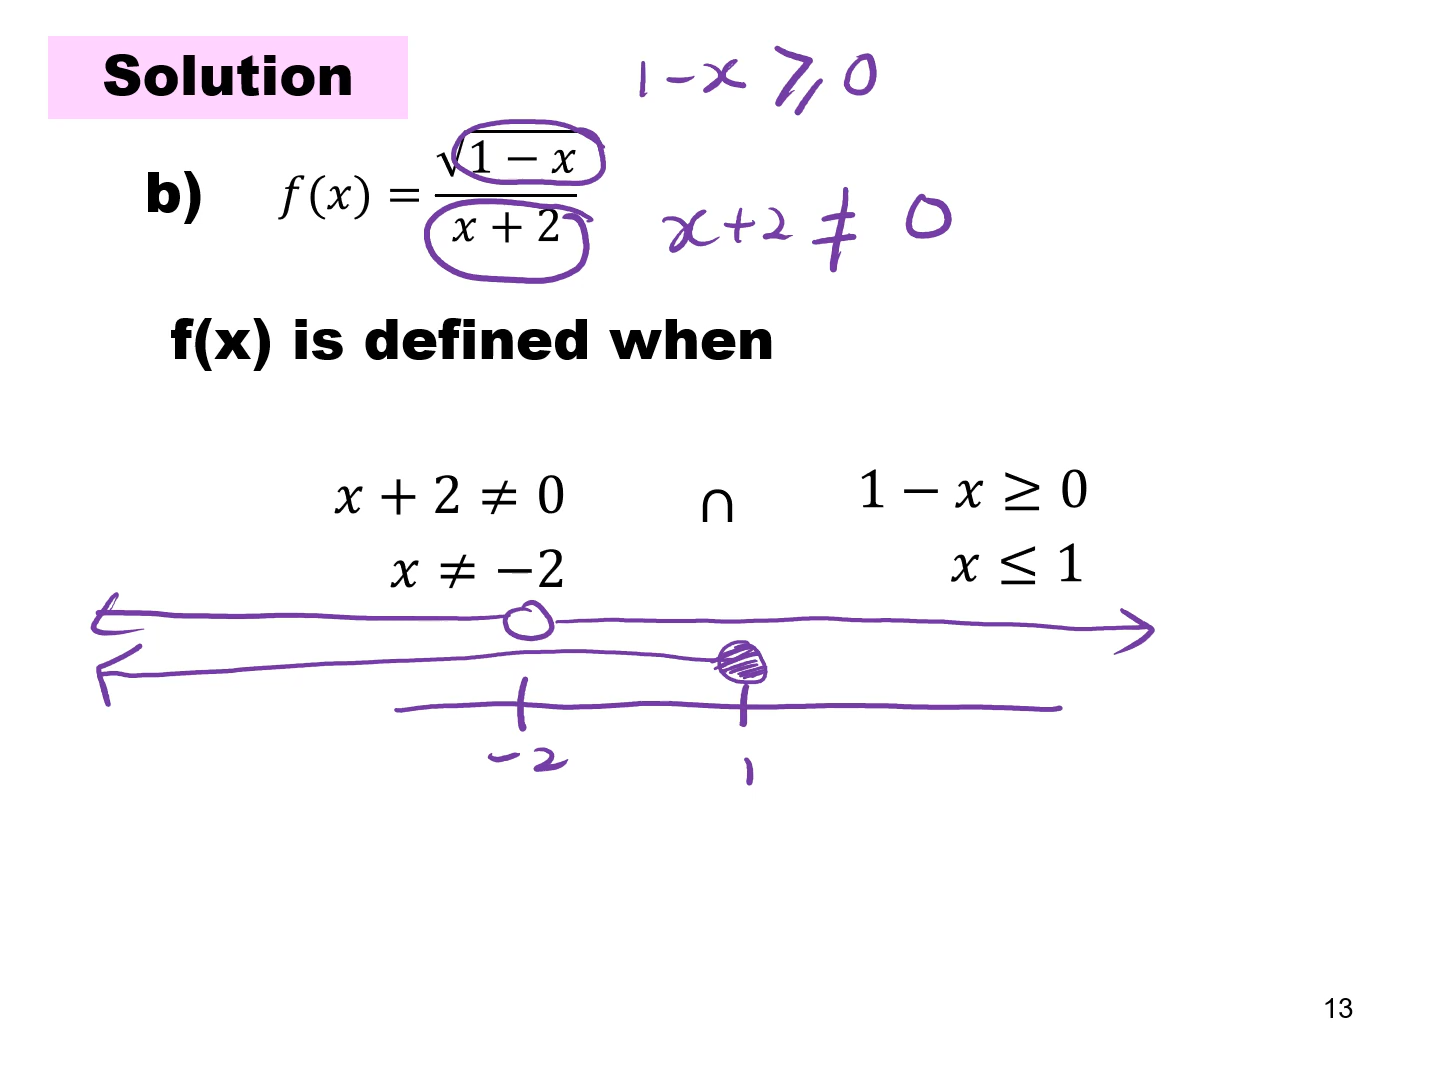 Solution
1 - x ⩾ 0
b) f(x) = √(1 − x) / (x + 2)
x + 2 ≠ 0
f(x) is defined when
x + 2 ≠ 0 ∩ 1 − x ≥ 0
x ≠ −2 x ≤ 1
-2 1
13